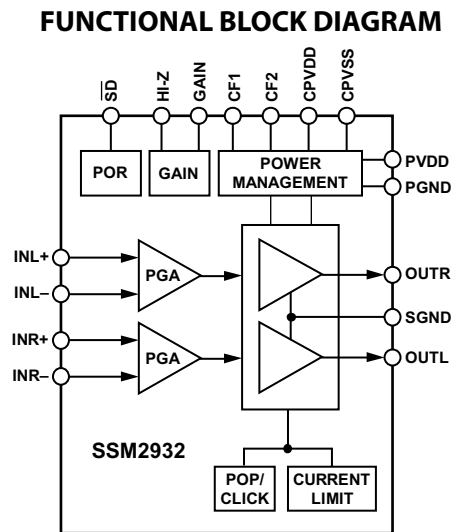 FUNCTIONAL BLOCK DIAGRAM
SD
HI-Z
GAIN
CF1
CF2
CPVDD
CPVSS
POR
GAIN
POWER
MANAGEMENT
PVDD
PGND
INL+
INL–
INR+
INR–
PGA
PGA
OUTR
SGND
OUTL
SSM2932
POP/
CLICK
CURRENT
LIMIT